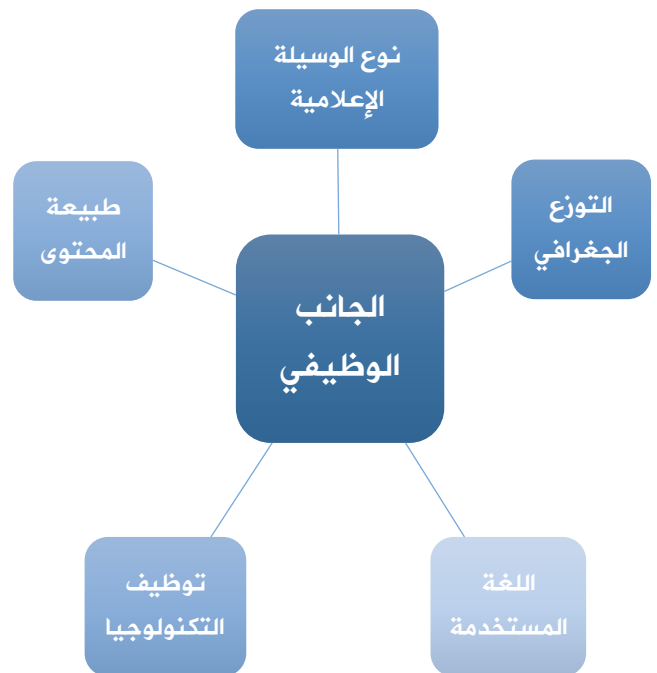 نوع الوسيلة
الإعلامية
التوزع
الجغرافي
طبيعة
المحتوى
الجانب
الوظيفي
اللغة
المستخدمة
توظيف
التكنولوجيا